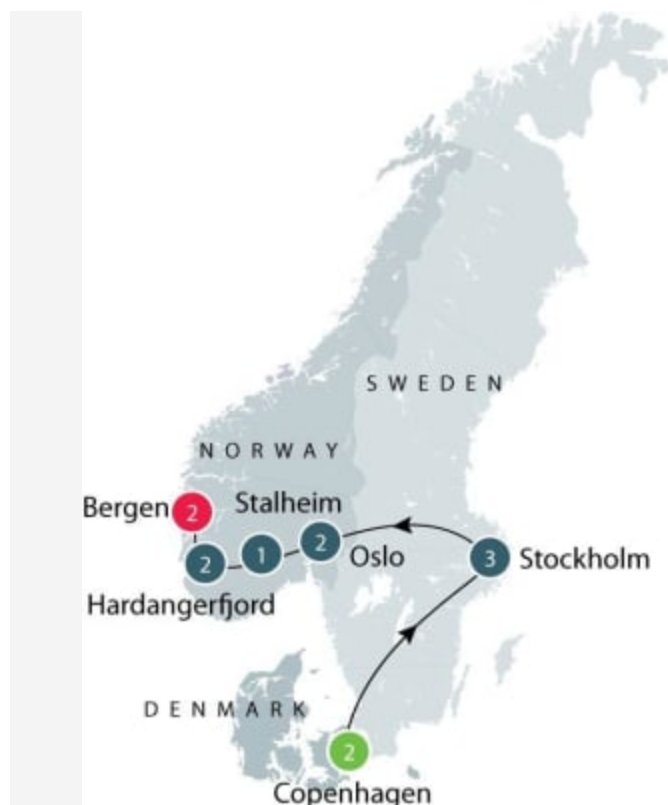 SWEDEN
NORWAY
Stalheim
Bergen 2
2 Oslo
1
2
3 Stockholm
Hardangerfjord
DENMARK
2
Copenhagen